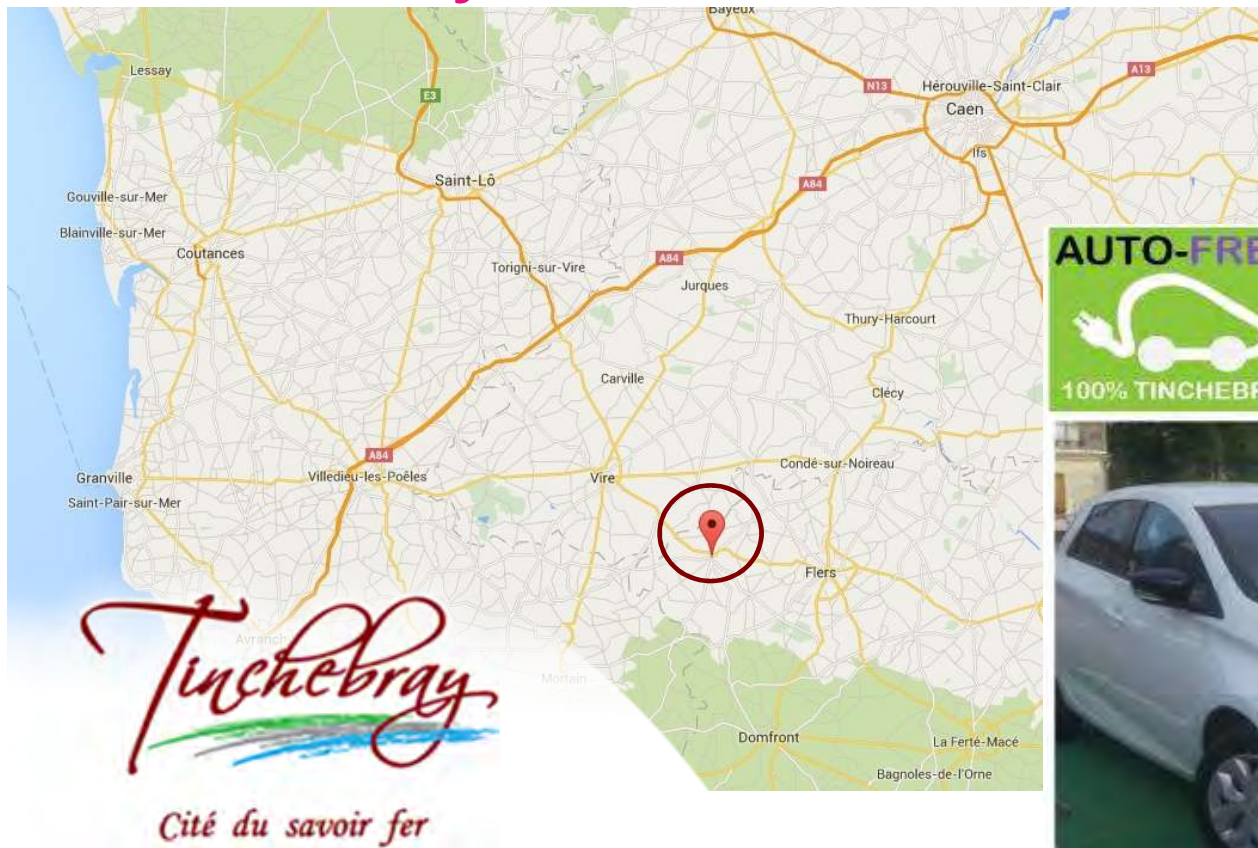 Bayeux
Lessay
E3
N13
A13
Hérouville-Saint-Clair
Caen
Ifs
Saint-Lô
A84
Gouville-sur-Mer
Blainville-sur-Mer
Coutances
A84
Torigni-sur-Vire
Jurques
Thury-Harcourt
Carville
Clécy
A84
Granville
Villedieu-les-Poêles
Vire
Condé-sur-Noireau
Saint-Pair-sur-Mer
Flers
Avranch
Mortain
Domfront
La Ferté-Macé
Bagnoles-de-l'Orne
Tinchebray
Cité du savoir fer
AUTO-FRE
100% TINCHEBR